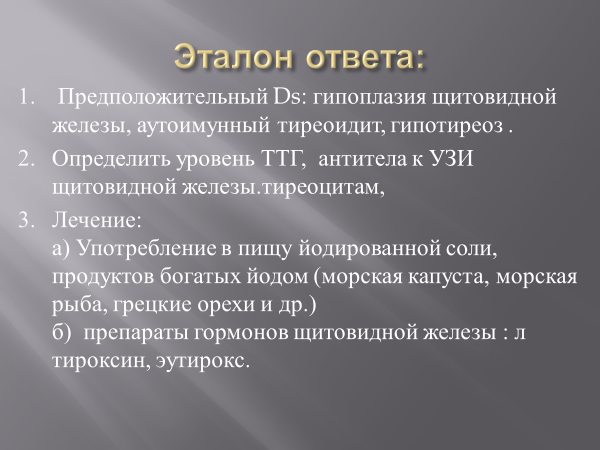 Эталон ответа:
1. Предположительный Ds: гипоплазия щитовидной
железы, аутоимунный тиреоидит, гипотиреоз .
2. Определить уровень ТТГ, антитела к УЗИ
щитовидной железы.тиреоцитам,
3. Лечение:
а) Употребление в пищу йодированной соли,
продуктов богатых йодом (морская капуста, морская
рыба, грецкие орехи и др.)
б) препараты гормонов щитовидной железы : л
тироксин, эутирокс.